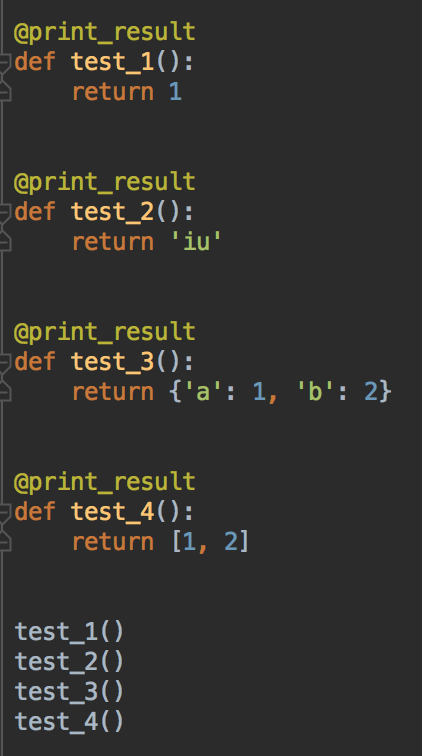 @print_result
def test_1():
    return 1
@print_result
def test_2():
    return 'iu'
@print_result
def test_3():
    return {'a': 1, 'b': 2}
@print_result
def test_4():
    return [1, 2]
test_1()
test_2()
test_3()
test_4()